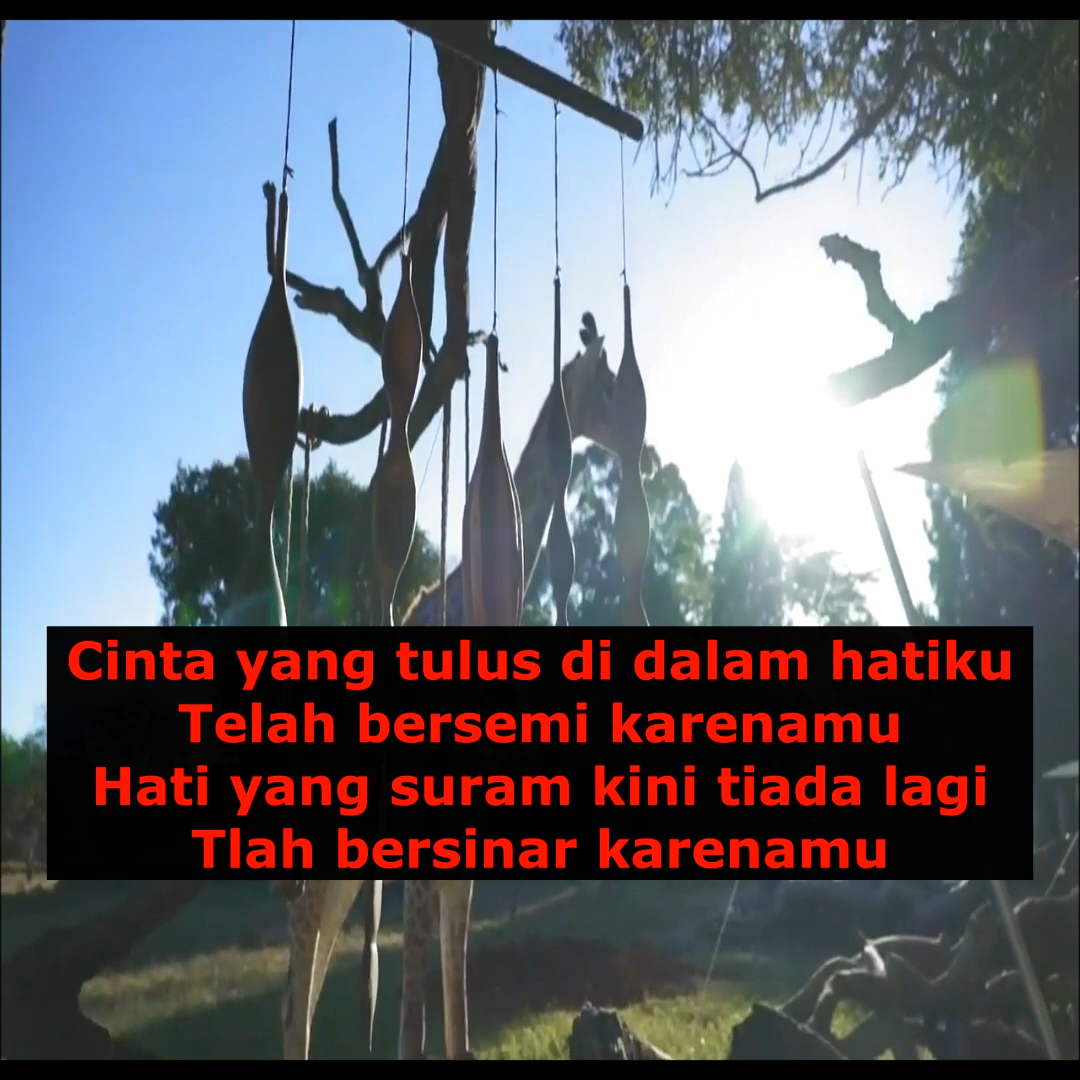 Cinta yang tulus di dalam hatiku
Telah bersemi karenamu
Hati yang suram kini tiada lagi
Tlah bersinar karenamu